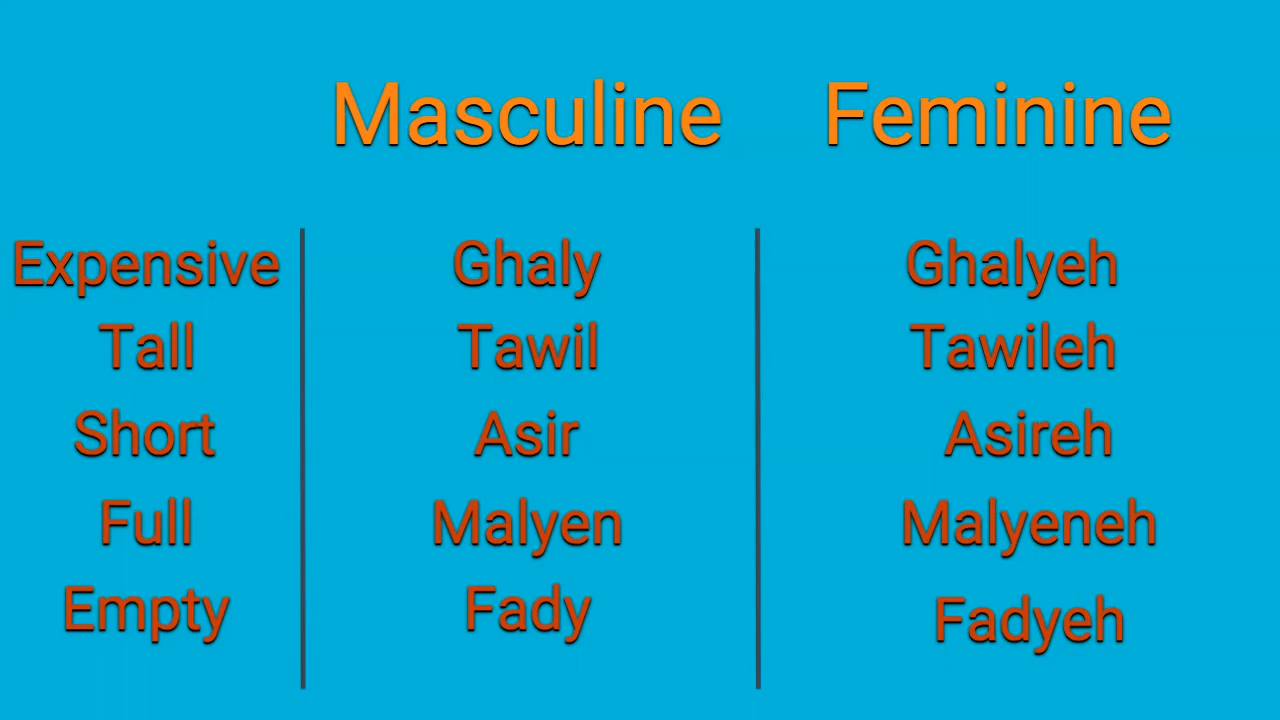 Masculine Feminine
Expensive Ghaly Ghalyeh
Tall Tawil Tawileh
Short Asir Asireh
Full Malyen Malyeneh
Empty Fady Fadyeh